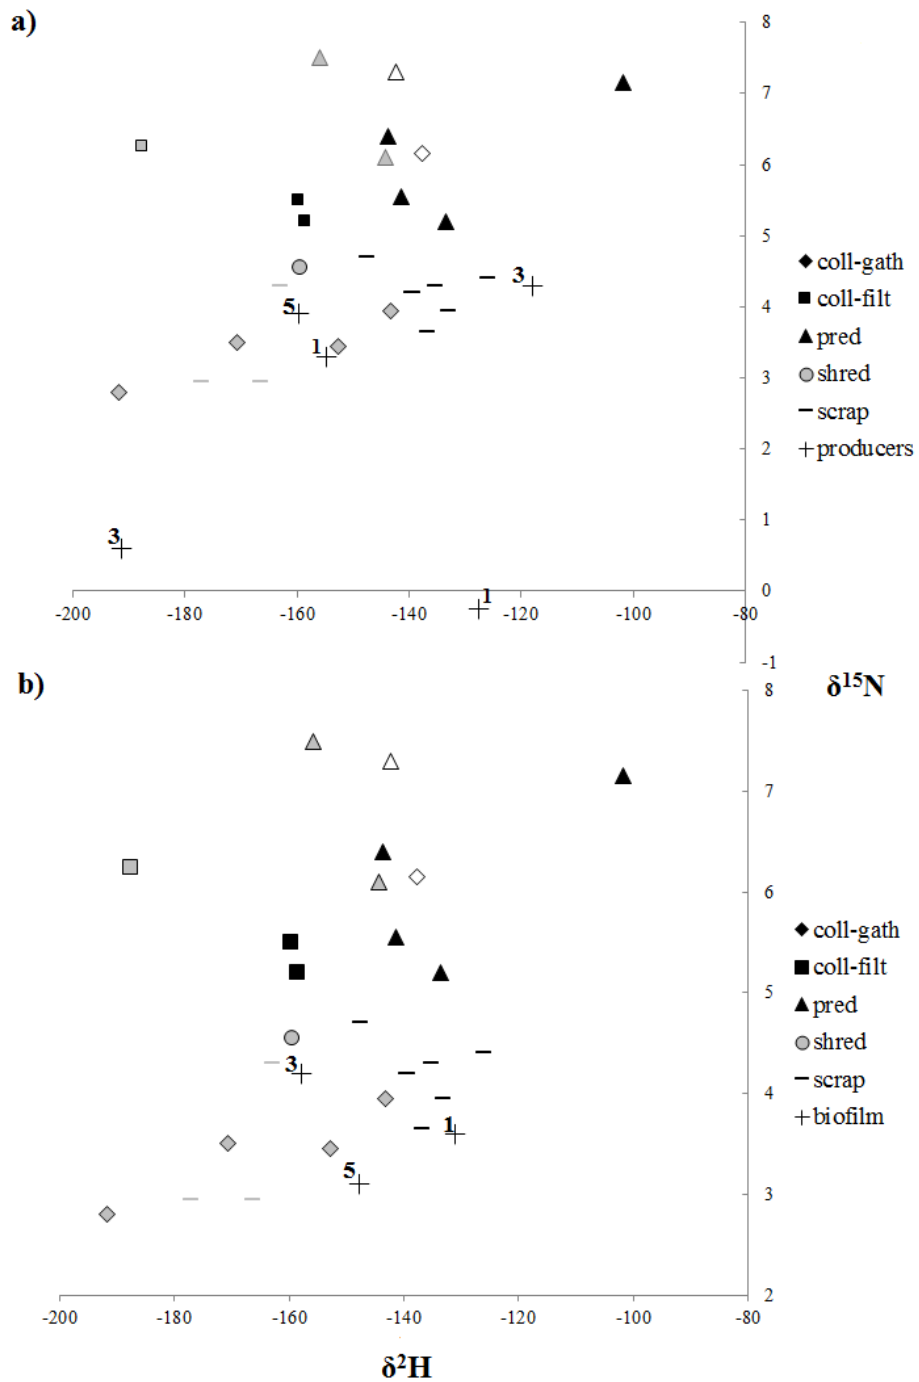 a)
8
7
6
5
4
3
2
1
0
-1
-200
-180
-160
-140
-120
-100
-80
3
5
1
3
1
coll-gath
coll-filt
pred
shred
scrap
producers
b)
δ15N
8
7
6
5
4
3
2
-200
-180
-160
-140
-120
-100
-80
3
1
5
coll-gath
coll-filt
pred
shred
scrap
biofilm
δ2H